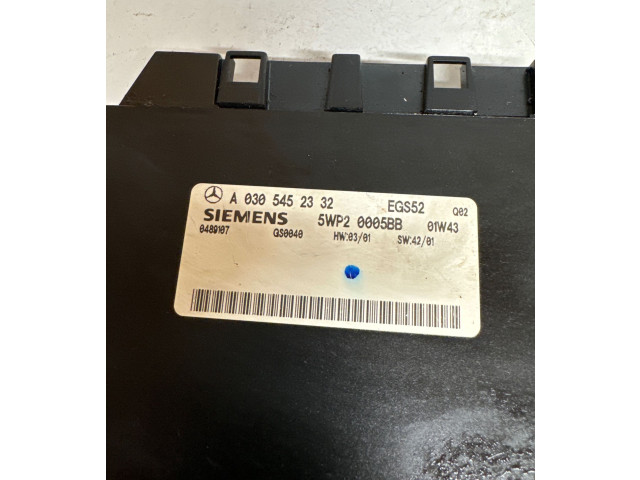 A 030 545 23 32 EGS52 Q02
SIEMENS 5WP2 0005BB 01W43
0489107 GS0040 HW:03/01 SW:42/01